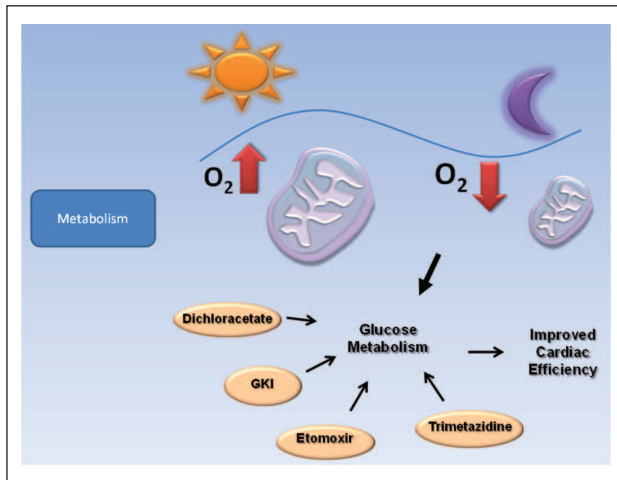 O2
O2
Metabolism
Dichloracetate
Glucose
Metabolism
Improved
Cardiac
Efficiency
GKI
Etomoxir
Trimetazidine